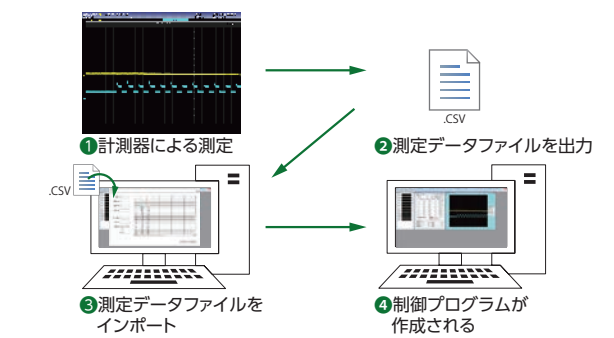 ❶計測器による測定
.CSV
❷測定データファイルを出力
.CSV
❸測定データファイルを
インポート
❹制御プログラムが
作成される